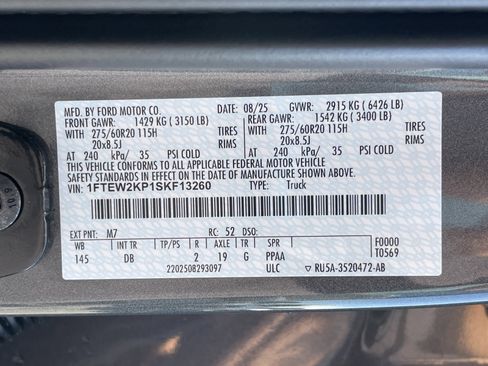 MFD. BY FORD MOTOR CO. 08/25 GVWR: 2915 KG ( 6426 LB)
FRONT GAWR: 1429 KG ( 3150 LB) REAR GAWR: 1542 KG ( 3400 LB)
WITH 275/60R20 115H TIRES WITH 275/60R20 115H TIRES
20x8.5J RIMS 20x8.5J RIMS
AT 240 kPa/ 35 PSI COLD AT 240 kPa/ 35 PSI COLD
THIS VEHICLE CONFORMS TO ALL APPLICABLE FEDERAL MOTOR VEHICLE
SAFETY STANDARDS IN EFFECT ON THE DATE OF MANUFACTURE SHOWN ABOVE.
VIN: 1FTEW2KP1SKF13260 TYPE: Truck
EXT PNT: M7 RC: 52 DSO:
WB INT TR TP/PS R AXLE TR SPR F0000
145 DB 2 19 G PPAA T0569
2202508293097 ULC ▽ RU5A-3520472-AB